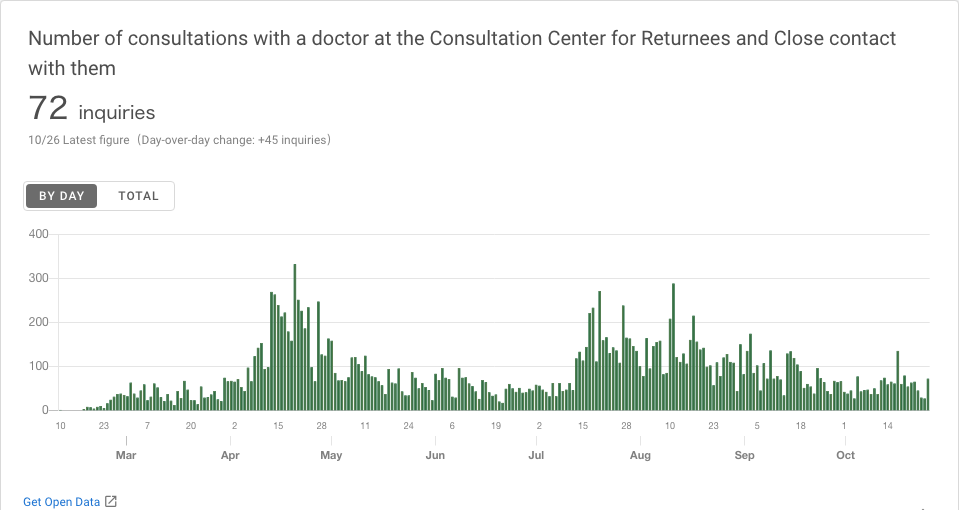 Number of consultations with a doctor at the Consultation Center for Returnees and Close contact
with them
72 inquiries
10/26 Latest figure (Day-over-day change: +45 inquiries)
BY DAY TOTAL
400
300
200
100
0
10 23 7 20 2 15 28 11 24 6 19 2 15 28 10 23 5 18 1 14
Mar Apr May Jun Jul Aug Sep Oct
Get Open Data